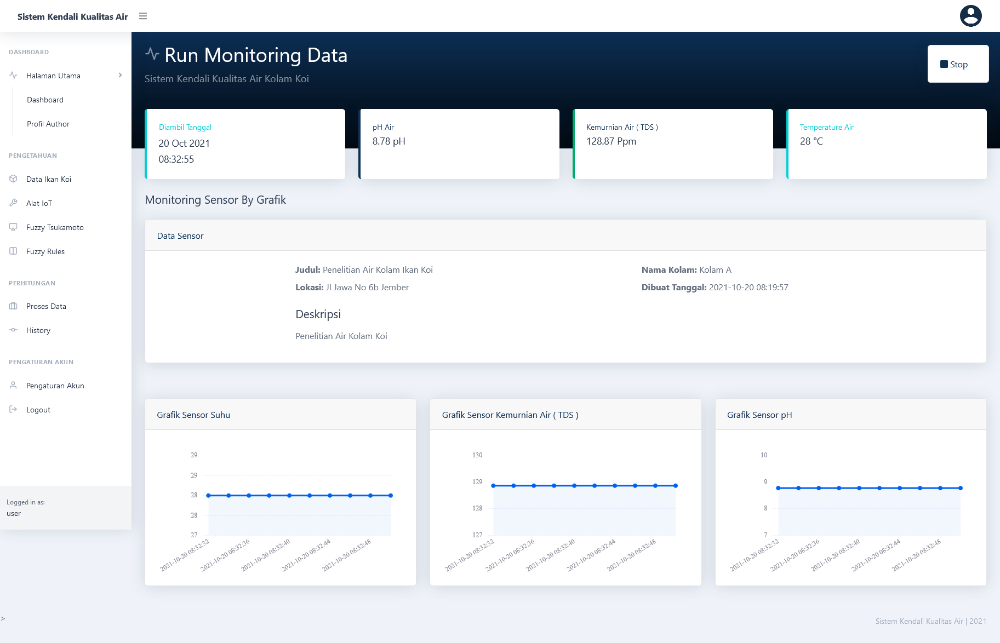 Sistem Kendali Kualitas Air
DASHBOARD
Halaman Utama
Dashboard
Profil Author
PENGETAHUAN
Data Ikan Koi
Alat IoT
Fuzzy Tsukamoto
Fuzzy Rules
PERHITUNGAN
Proses Data
History
PENGATURAN AKUN
Pengaturan Akun
Logout
Logged in as:
user
Run Monitoring Data
Sistem Kendali Kualitas Air Kolam Koi
Stop
Diambil Tanggal
20 Oct 2021
08:32:55
pH Air
8.78 pH
Kemurnian Air ( TDS )
128.87 Ppm
Temperature Air
28 °C
Monitoring Sensor By Grafik
Data Sensor
Judul: Penelitian Air Kolam Ikan Koi
Lokasi: Jl Jawa No 6b Jember
Nama Kolam: Kolam A
Dibuat Tanggal: 2021-10-20 08:19:57
Deskripsi
Penelitian Air Kolam Koi
Grafik Sensor Suhu
29
29
28
28
27
2021-10-20 08:32:32
2021-10-20 08:32:36
2021-10-20 08:32:40
2021-10-20 08:32:44
2021-10-20 08:32:48
Grafik Sensor Kemurnian Air ( TDS )
130
129
128
127
2021-10-20 08:32:32
2021-10-20 08:32:36
2021-10-20 08:32:40
2021-10-20 08:32:44
2021-10-20 08:32:48
Grafik Sensor pH
10
9
8
7
2021-10-20 08:32:32
2021-10-20 08:32:36
2021-10-20 08:32:40
2021-10-20 08:32:44
2021-10-20 08:32:48
>
Sistem Kendali Kualitas Air | 2021